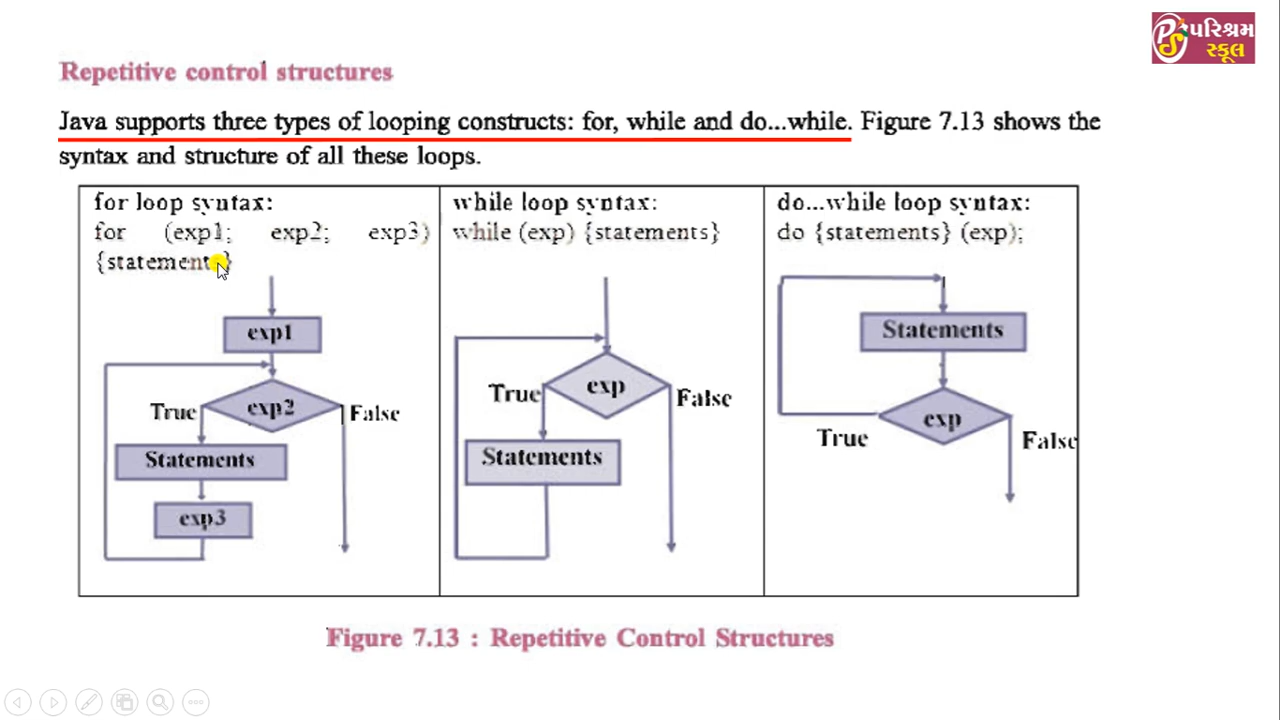 પરિશ્રમ
સ્કૂલ
Repetitive control structures
Java supports three types of looping constructs: for, while and do...while. Figure 7.13 shows the
syntax and structure of all these loops.
for loop syntax:
for (exp1; exp2; exp3)
{statements}
exp1
exp2
True
False
Statements
exp3
while loop syntax:
while (exp) {statements}
exp
True
False
Statements
do...while loop syntax:
do {statements} (exp);
Statements
exp
True
False
Figure 7.13 : Repetitive Control Structures